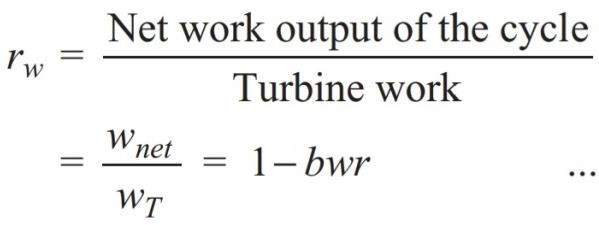 r_w = Net work output of the cycle / Turbine work
= w_net / w_T = 1 – bwr ...